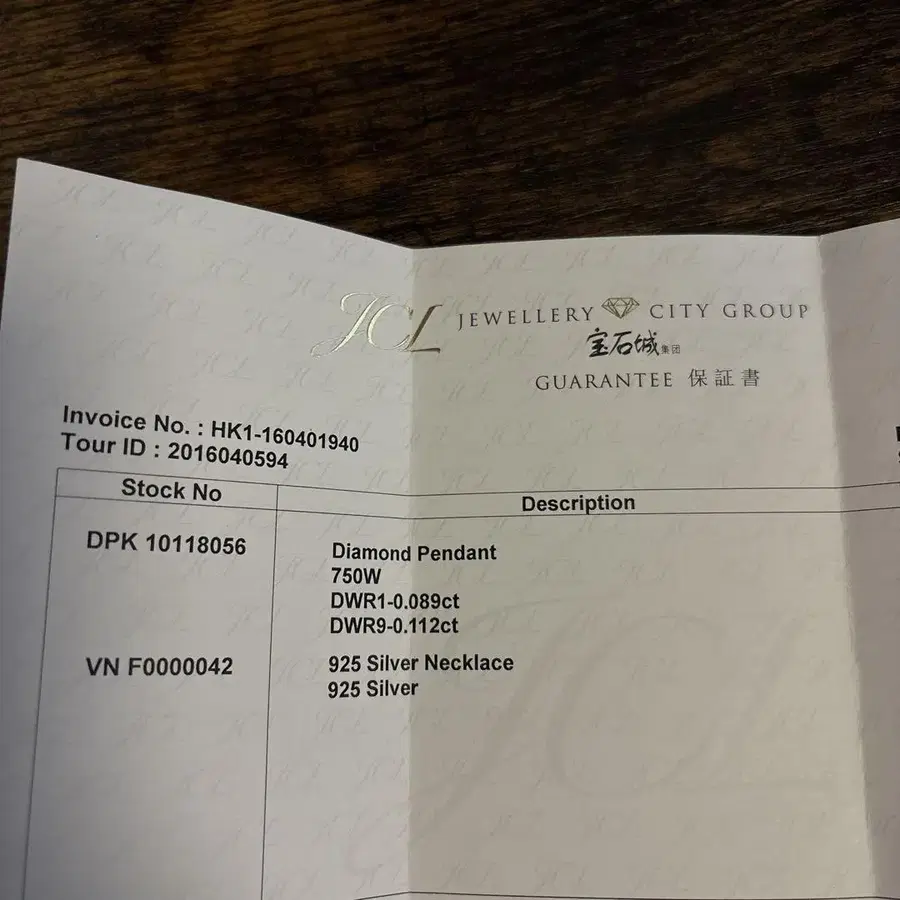 JCL JEWELLERY CITY GROUP
宝石城集团
GUARANTEE 保証書
Invoice No. : HK1-160401940
Tour ID : 2016040594
Stock No
Description
DPK 10118056
Diamond Pendant
750W
DWR1-0.089ct
DWR9-0.112ct
VN F0000042
925 Silver Necklace
925 Silver